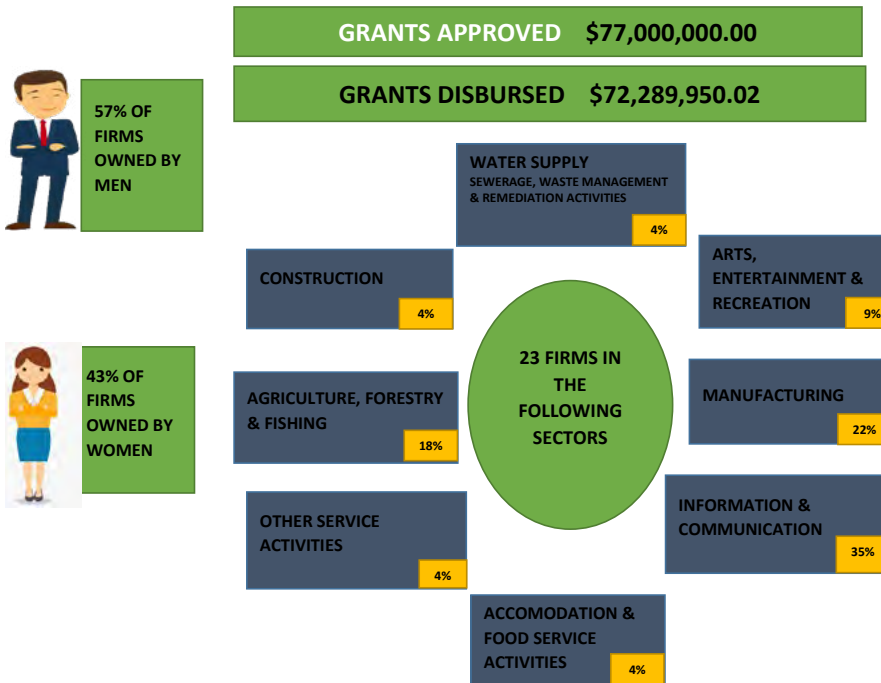 GRANTS APPROVED $77,000,000.00
GRANTS DISBURSED $72,289,950.02
57% OF
FIRMS
OWNED BY
MEN
WATER SUPPLY
SEWERAGE, WASTE MANAGEMENT
& REMEDIATION ACTIVITIES
4%
ARTS,
ENTERTAINMENT &
RECREATION
9%
CONSTRUCTION
4%
23 FIRMS IN
THE
FOLLOWING
SECTORS
43% OF
FIRMS
OWNED BY
WOMEN
AGRICULTURE, FORESTRY
& FISHING
18%
MANUFACTURING
22%
OTHER SERVICE
ACTIVITIES
4%
INFORMATION &
COMMUNICATION
35%
ACCOMODATION &
FOOD SERVICE
ACTIVITIES
4%